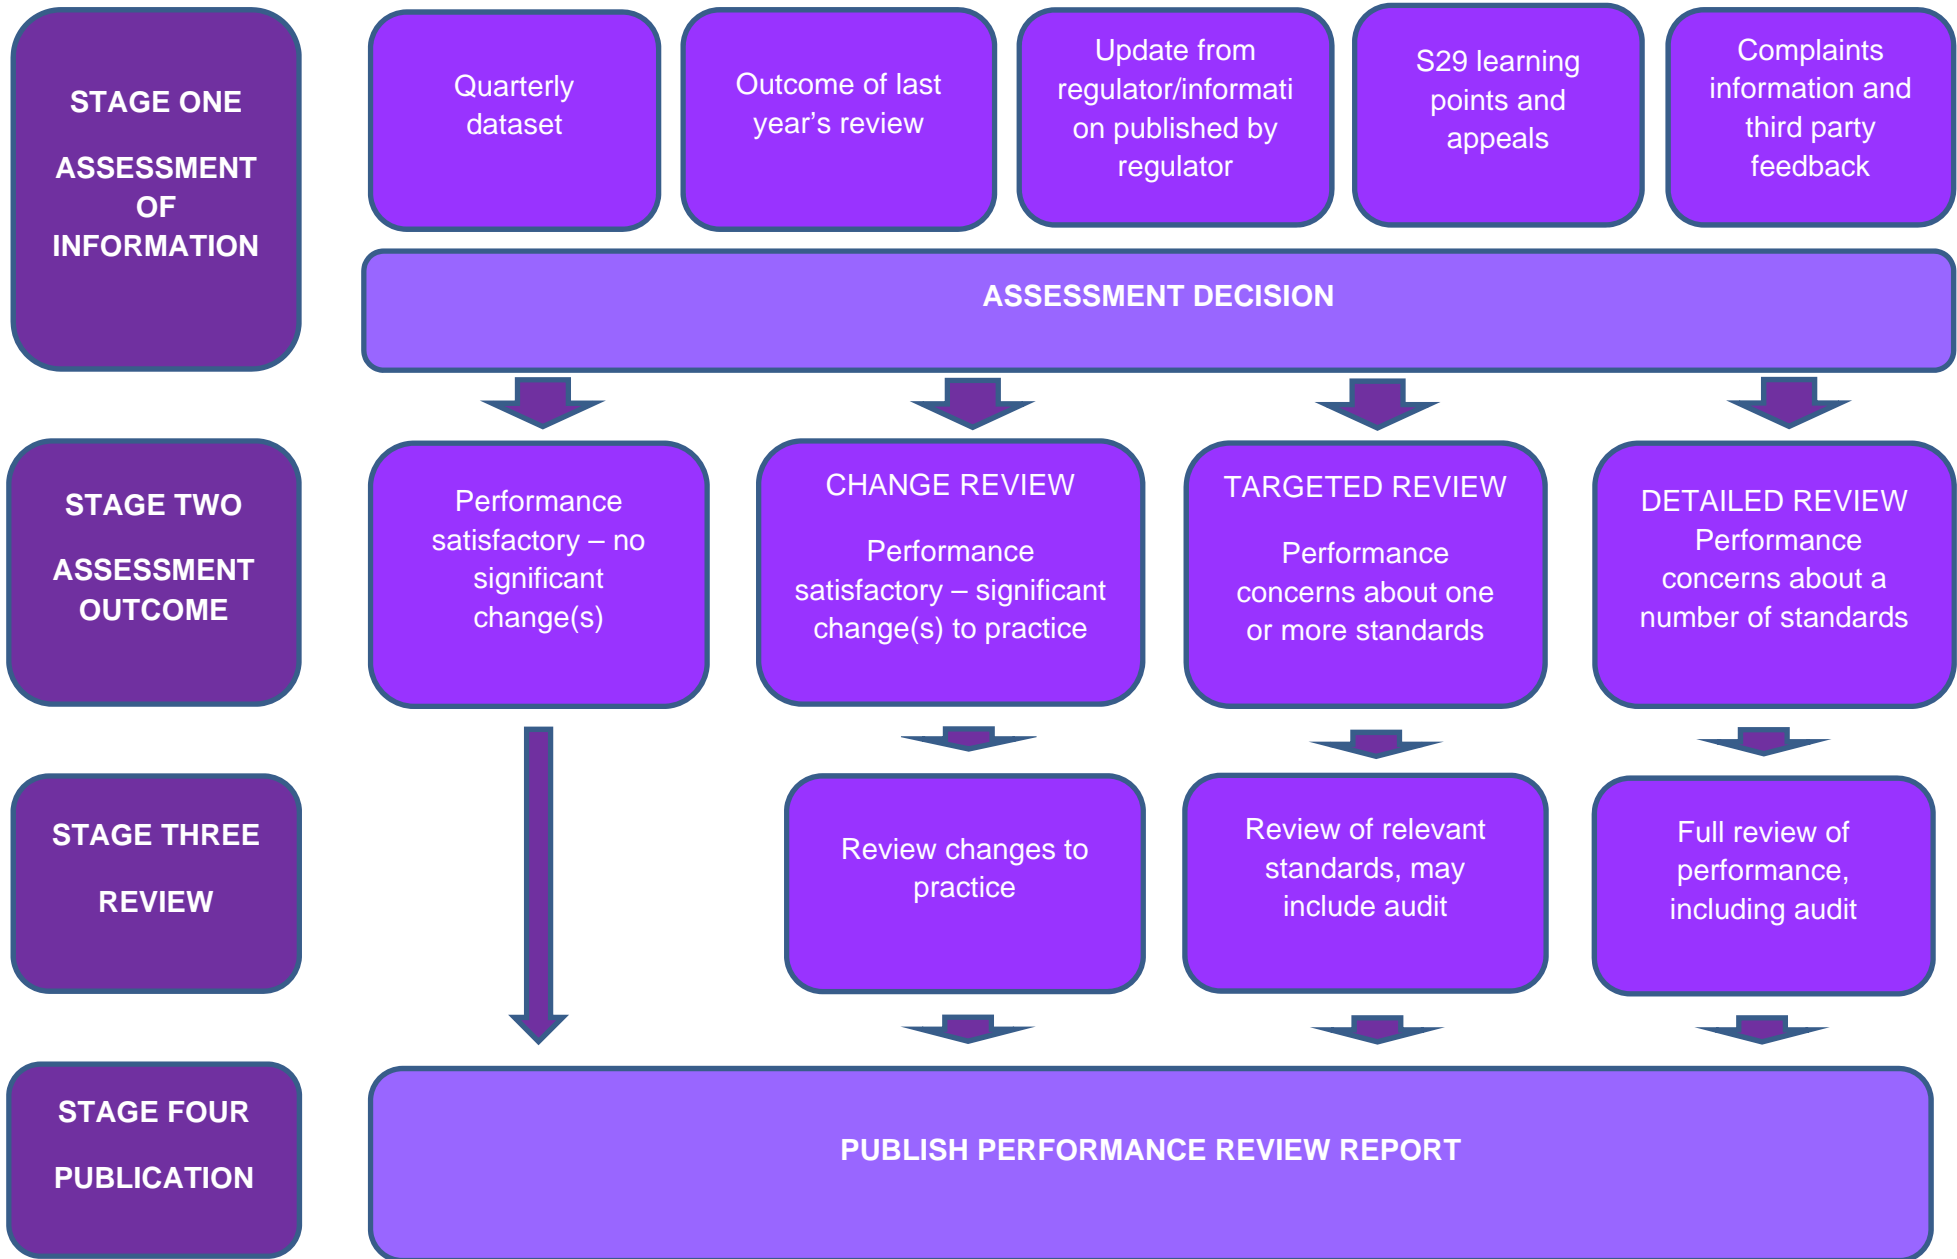 STAGE ONE
ASSESSMENT
OF
INFORMATION
Quarterly
dataset
Outcome of last
year’s review
Update from
regulator/informati
on published by
regulator
S29 learning
points and
appeals
Complaints
information and
third party
feedback
ASSESSMENT DECISION
STAGE TWO
ASSESSMENT
OUTCOME
Performance
satisfactory – no
significant
change(s)
CHANGE REVIEW
Performance
satisfactory – significant
change(s) to practice
TARGETED REVIEW
Performance
concerns about one
or more standards
DETAILED REVIEW
Performance
concerns about a
number of standards
STAGE THREE
REVIEW
Review changes to
practice
Review of relevant
standards, may
include audit
Full review of
performance,
including audit
STAGE FOUR
PUBLICATION
PUBLISH PERFORMANCE REVIEW REPORT